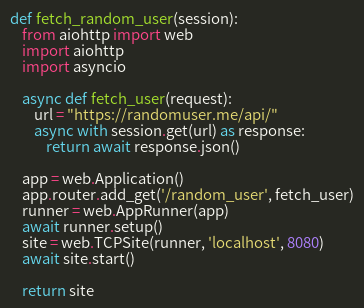 def fetch_random_user(session):
    from aiohttp import web
    import aiohttp
    import asyncio

    async def fetch_user(request):
        url = "https://randomuser.me/api/"
        async with session.get(url) as response:
            return await response.json()

    app = web.Application()
    app.router.add_get('/random_user', fetch_user)
    runner = web.AppRunner(app)
    await runner.setup()
    site = web.TCPSite(runner, 'localhost', 8080)
    await site.start()

    return site